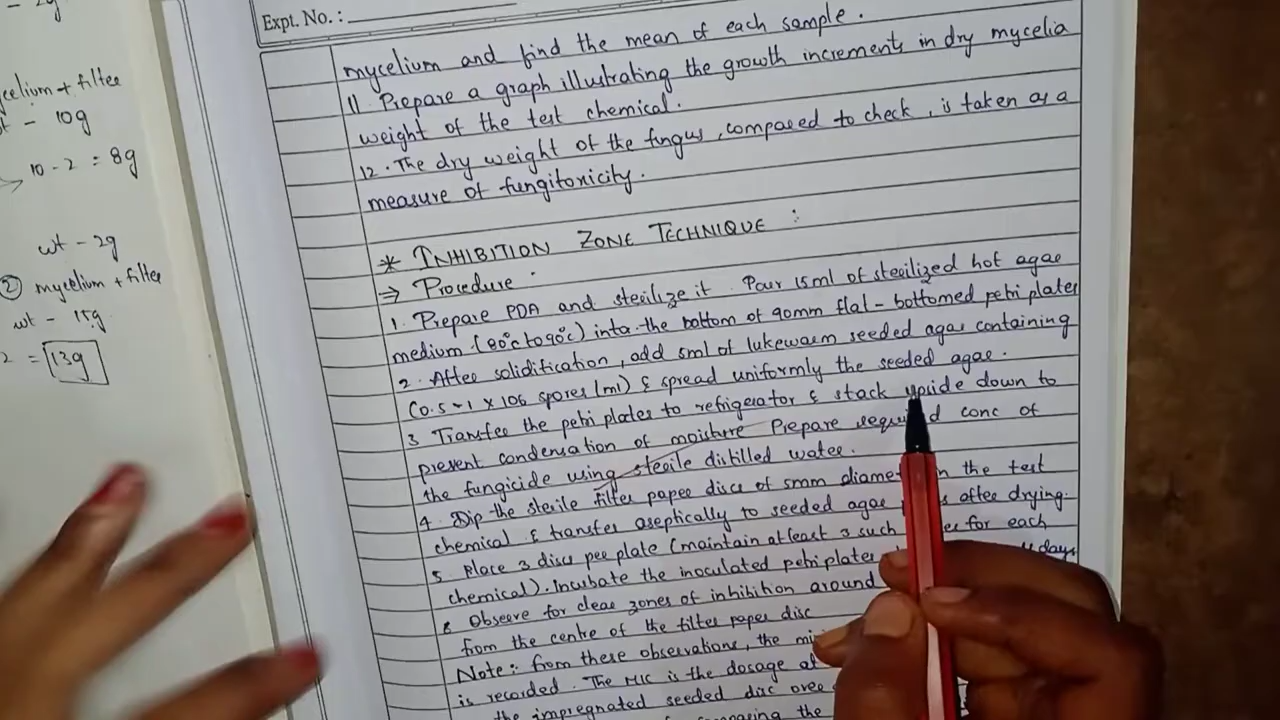 - 2g
mycelium + filter
wt - 10g
10 - 2 = 8g
wt - 2g
② mycelium + filter
wt - 15g
2 = 13g
Expt. No. :
mycelium and find the mean of each sample.
11. Prepare a graph illustrating the growth increments in dry mycelia
weight of the test chemical.
12. The dry weight of the fungus, compared to check, is taken as a
measure of fungitoxicity.
* INHIBITION ZONE TECHNIQUE :
⇒ Procedure :
1. Prepare PDA and sterilize it. Pour 15ml of sterilized hot agar
medium (80°c to 90°c) into the bottom of 90mm flat-bottomed petri plates
2. After solidification, add 5ml of lukewarm seeded agar containing
(0.5-1 x 106 spores/ml) & spread uniformly the seeded agar.
3 Transfer the petri plates to refrigerator & stack upside down to
present condensation of moisture Prepare required conc of
the fungicide using sterile distilled water.
4. Dip the sterile filter paper discs of 5mm diameter in the test
chemical & transfer aseptically to seeded agar after drying.
5. Place 3 discs per plate (maintain atleast 3 such for each
chemical). Incubate the inoculated petri plates days
6 Observe for clear zones of inhibition around
from the centre of the filter paper disc
Note: from these observations, the
is recorded. The MIC is the dosage at
the impregnated seeded disc over
the